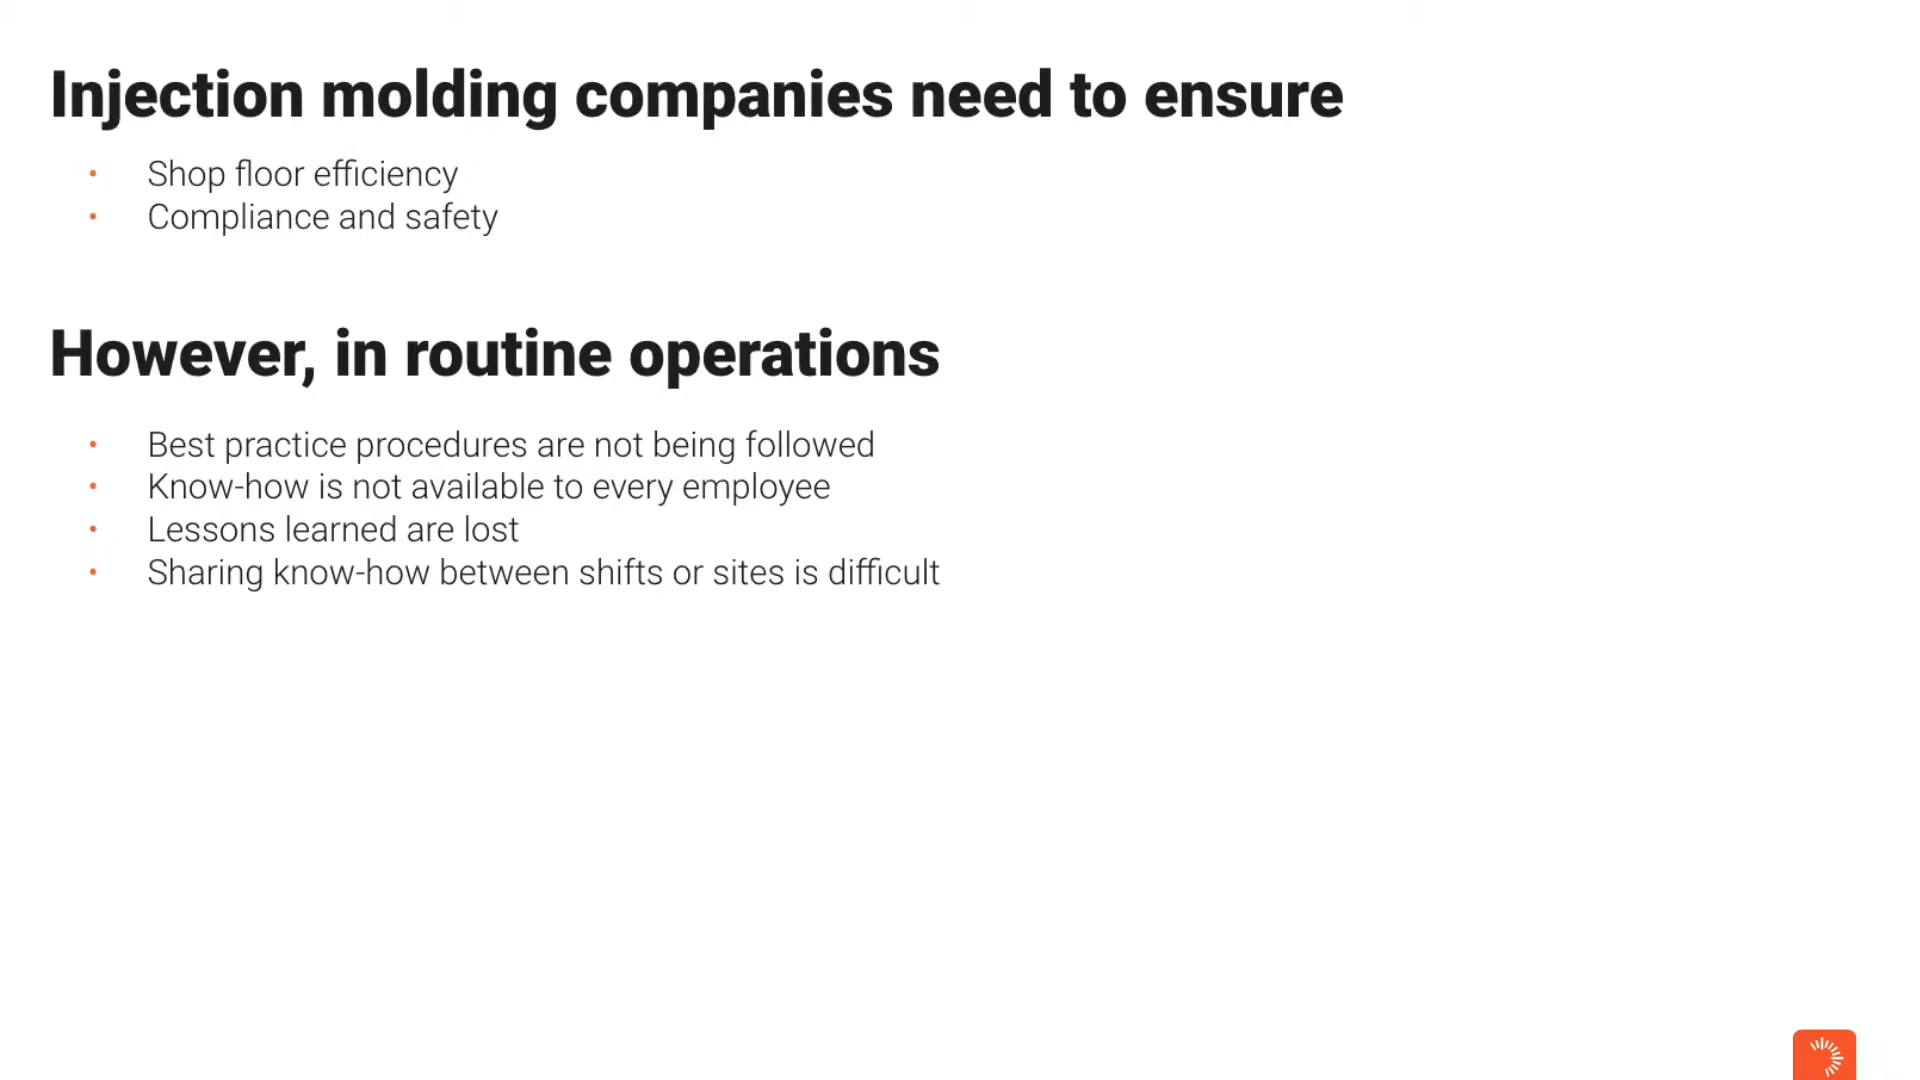 Injection molding companies need to ensure
• Shop floor efficiency
• Compliance and safety
However, in routine operations
• Best practice procedures are not being followed
• Know-how is not available to every employee
• Lessons learned are lost
• Sharing know-how between shifts or sites is difficult